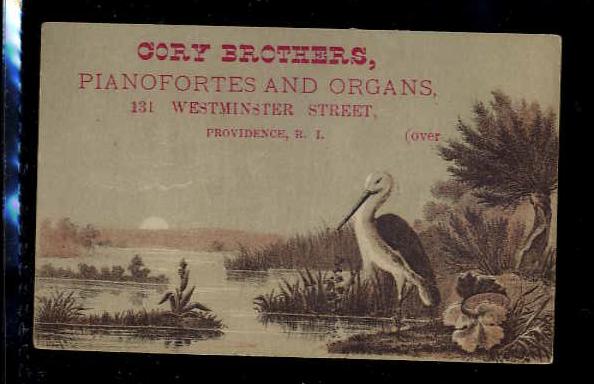 CORY BROTHERS,
PIANOFORTES AND ORGANS,
131 WESTMINSTER STREET,
PROVIDENCE, R. I. (over